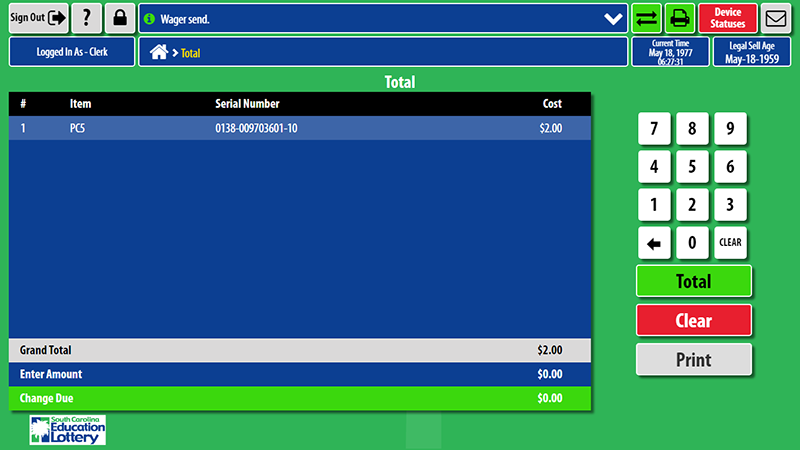 Sign Out
?
Wager send.
Device
Statuses
Logged In As - Clerk
> Total
Current Time
May 18, 1977
06:27:31
Legal Sell Age
May-18-1959
Total
# Item Serial Number Cost
1 PC5 0138-009703601-10 $2.00
7 8 9
4 5 6
1 2 3
0 CLEAR
Total
Clear
Print
Grand Total $2.00
Enter Amount $0.00
Change Due $0.00
South Carolina
Education
Lottery